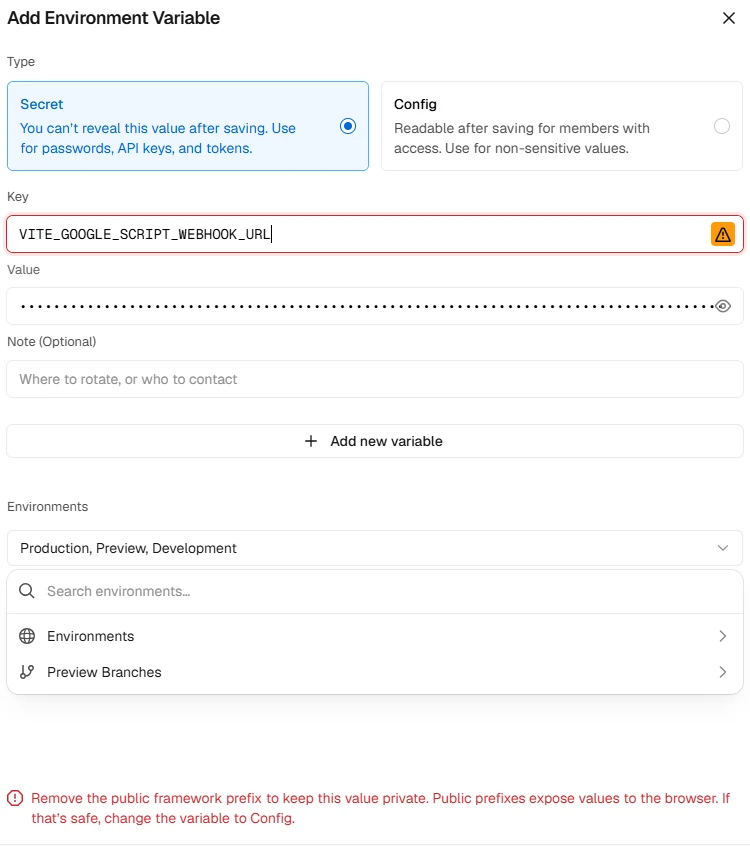 Add Environment Variable
Type
Secret
You can’t reveal this value after saving. Use
for passwords, API keys, and tokens.
Config
Readable after saving for members with
access. Use for non-sensitive values.
Key
VITE_GOOGLE_SCRIPT_WEBHOOK_URL
Value
Note (Optional)
Where to rotate, or who to contact
Add new variable
Environments
Production, Preview, Development
Search environments…
Environments
Preview Branches
Remove the public framework prefix to keep this value private. Public prefixes expose values to the browser. If
that’s safe, change the variable to Config.